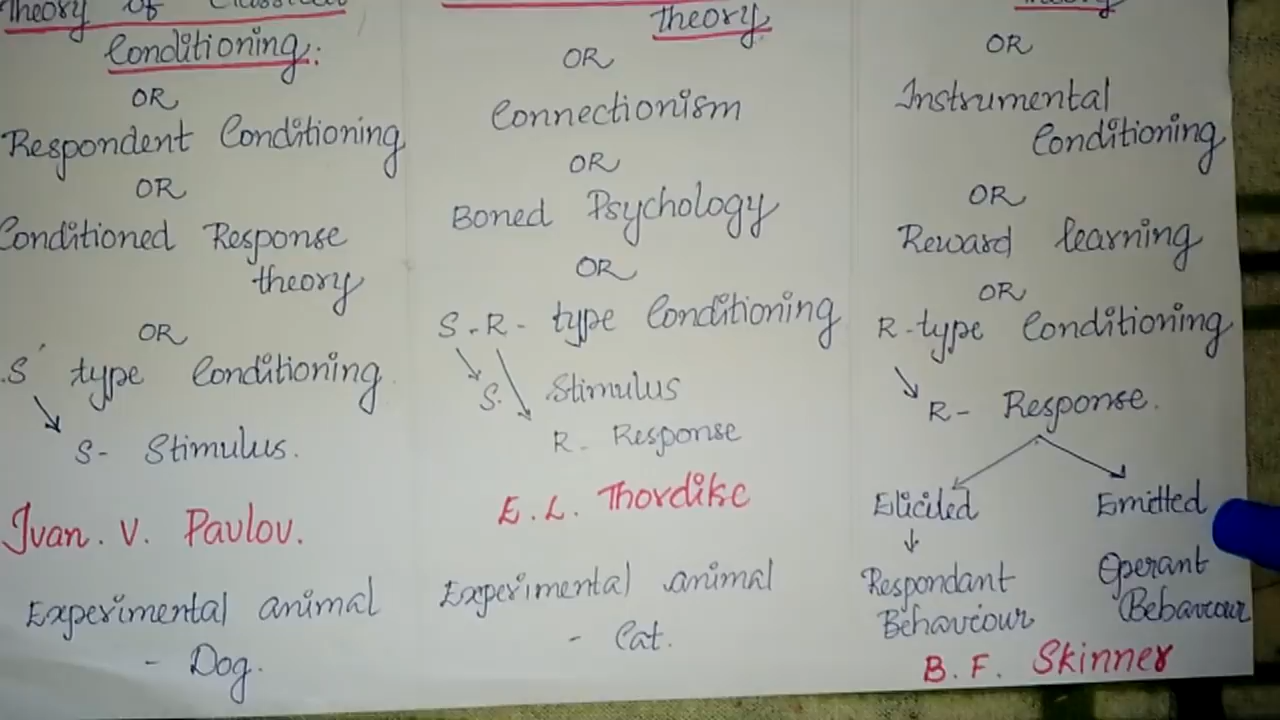 Theory of Classical
Conditioning:
OR
Respondent Conditioning
OR
Conditioned Response
theory
OR
S' type Conditioning
S- Stimulus.
Ivan. V. Pavlov.
Experimental animal
- Dog.
theory
OR
Connectionism
OR
Boned Psychology
OR
S-R- type Conditioning
S. Stimulus
R- Response
E. L. Thordike
Experimental animal
- Cat.
OR
Instrumental
Conditioning
OR
Reward learning
OR
R-type Conditioning
R- Response.
Elicited Emitted
Respondant Operant
Behaviour Behaviour
B. F. Skinner